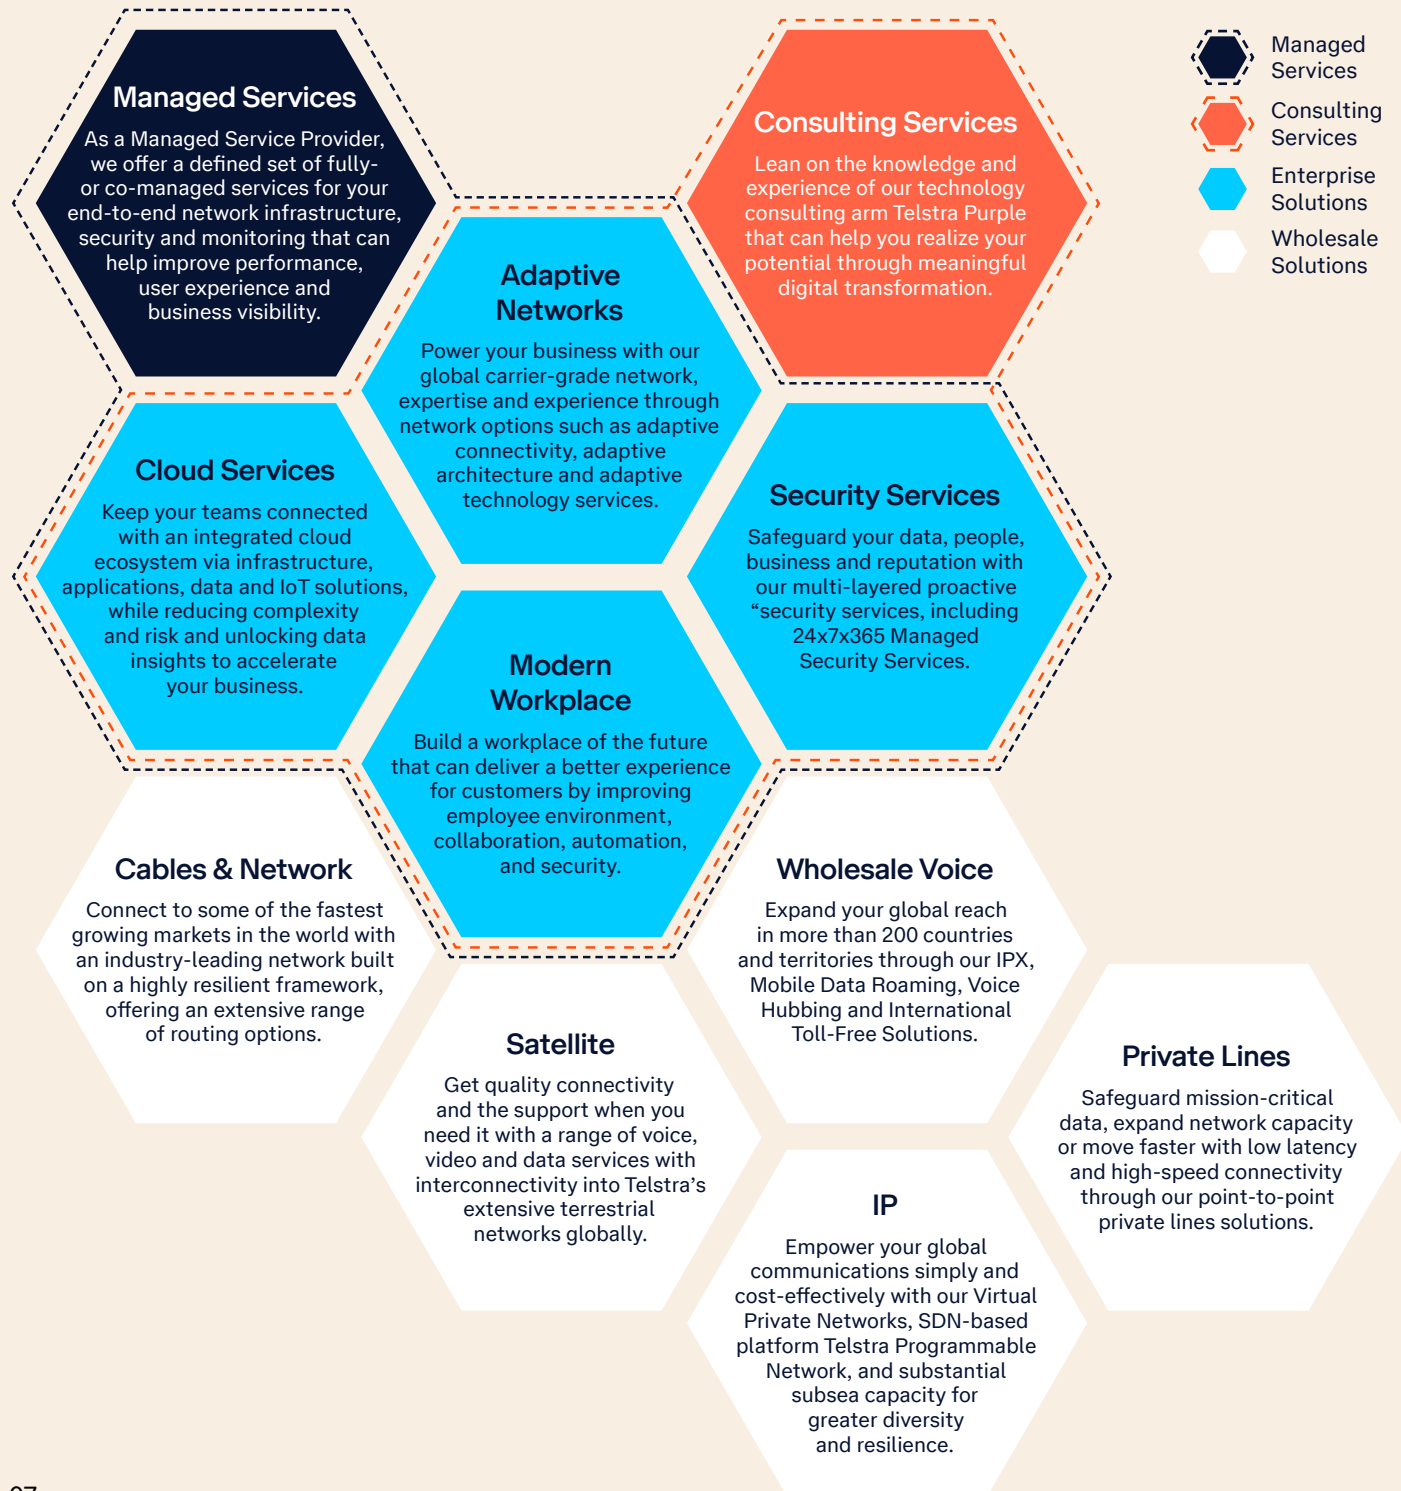 Managed Services
As a Managed Service Provider,
we offer a defined set of fully-
or co-managed services for your
end-to-end network infrastructure,
security and monitoring that can
help improve performance,
user experience and
business visibility.
Consulting Services
Lean on the knowledge and
experience of our technology
consulting arm Telstra Purple
that can help you realize your
potential through meaningful
digital transformation.
Managed
Services
Consulting
Services
Enterprise
Solutions
Wholesale
Solutions
Adaptive
Networks
Power your business with our
global carrier-grade network,
expertise and experience through
network options such as adaptive
connectivity, adaptive
architecture and adaptive
technology services.
Cloud Services
Keep your teams connected
with an integrated cloud
ecosystem via infrastructure,
applications, data and IoT solutions,
while reducing complexity
and risk and unlocking data
insights to accelerate
your business.
Security Services
Safeguard your data, people,
business and reputation with
our multi-layered proactive
“security services, including
24x7x365 Managed
Security Services.
Modern
Workplace
Build a workplace of the future
that can deliver a better experience
for customers by improving
employee environment,
collaboration, automation,
and security.
Cables & Network
Connect to some of the fastest
growing markets in the world with
an industry-leading network built
on a highly resilient framework,
offering an extensive range
of routing options.
Wholesale Voice
Expand your global reach
in more than 200 countries
and territories through our IPX,
Mobile Data Roaming, Voice
Hubbing and International
Toll-Free Solutions.
Satellite
Get quality connectivity
and the support when you
need it with a range of voice,
video and data services with
interconnectivity into Telstra’s
extensive terrestrial
networks globally.
Private Lines
Safeguard mission-critical
data, expand network capacity
or move faster with low latency
and high-speed connectivity
through our point-to-point
private lines solutions.
IP
Empower your global
communications simply and
cost-effectively with our Virtual
Private Networks, SDN-based
platform Telstra Programmable
Network, and substantial
subsea capacity for
greater diversity
and resilience.